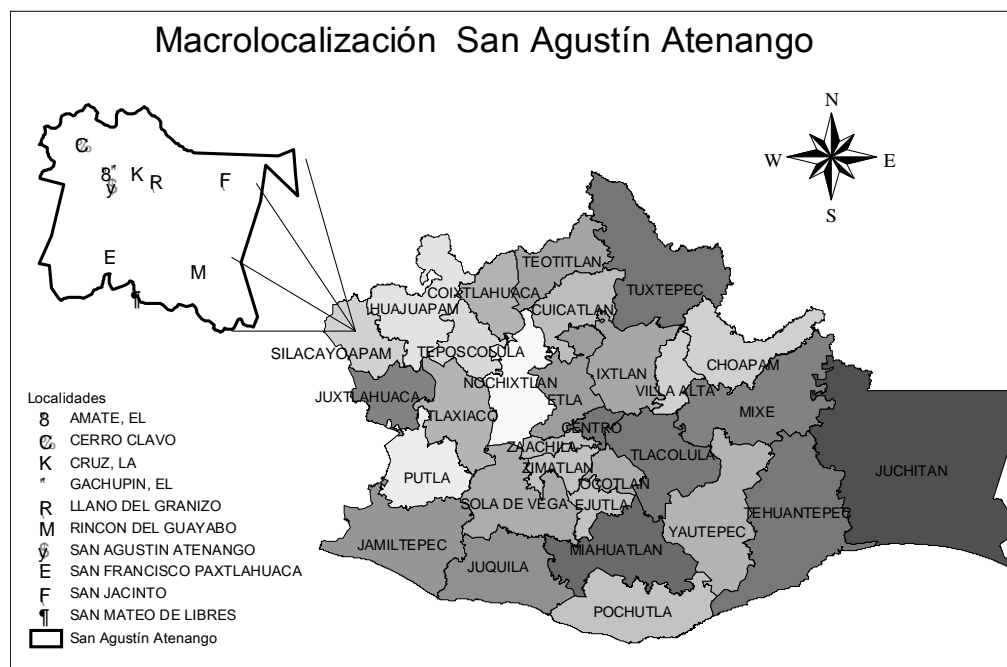 Macrolocalización San Agustín Atenango
N
W E
S
C
8 " K R F
y
E
M
¶
TEOTITLAN
COIXTLAHUACA
TUXTEPEC
HUAJUAPAM
CUICATLAN
SILACAYOAPAM
TEPOSCOLULA
CHOAPAM
IXTLAN
NOCHIXTLAN
VILLA ALTA
JUXTLAHUACA
ETLA
MIXE
TLAXIACO
CENTRO
ZAACHILA
TLACOLULA
ZIMATLAN
JUCHITAN
PUTLA
OCOTLAN
SOLA DE VEGA
EJUTLA
TEHUANTEPEC
YAUTEPEC
JAMILTEPEC
MIAHUATLAN
JUQUILA
POCHUTLA
Localidades
8 AMATE, EL
C CERRO CLAVO
K CRUZ, LA
" GACHUPIN, EL
R LLANO DEL GRANIZO
M RINCON DEL GUAYABO
y SAN AGUSTIN ATENANGO
E SAN FRANCISCO PAXTLAHUACA
F SAN JACINTO
¶ SAN MATEO DE LIBRES
San Agustín Atenango